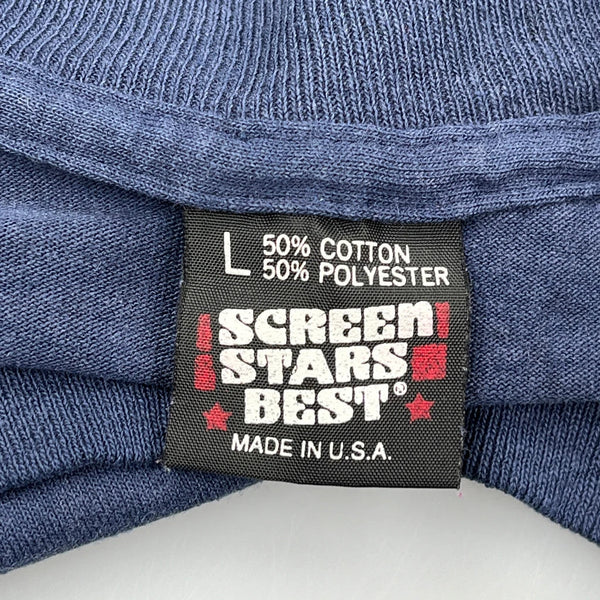 L 50% COTTON
50% POLYESTER
SCREEN
STARS
BEST®
MADE IN U.S.A.